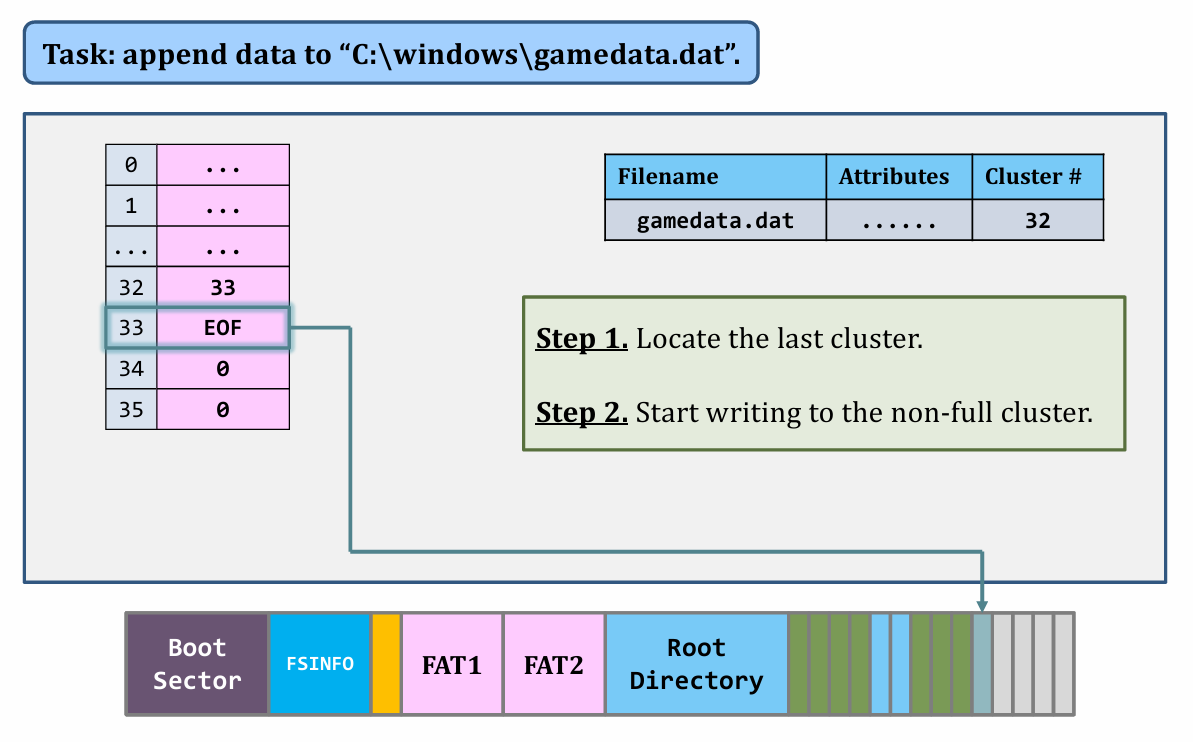 Task: append data to “C:\windows\gamedata.dat”.
0 ...
1 ...
... ...
32 33
33 EOF
34 0
35 0
Filename Attributes Cluster #
gamedata.dat ...... 32
Step 1. Locate the last cluster.
Step 2. Start writing to the non-full cluster.
Boot
Sector
FSINFO
FAT1
FAT2
Root
Directory